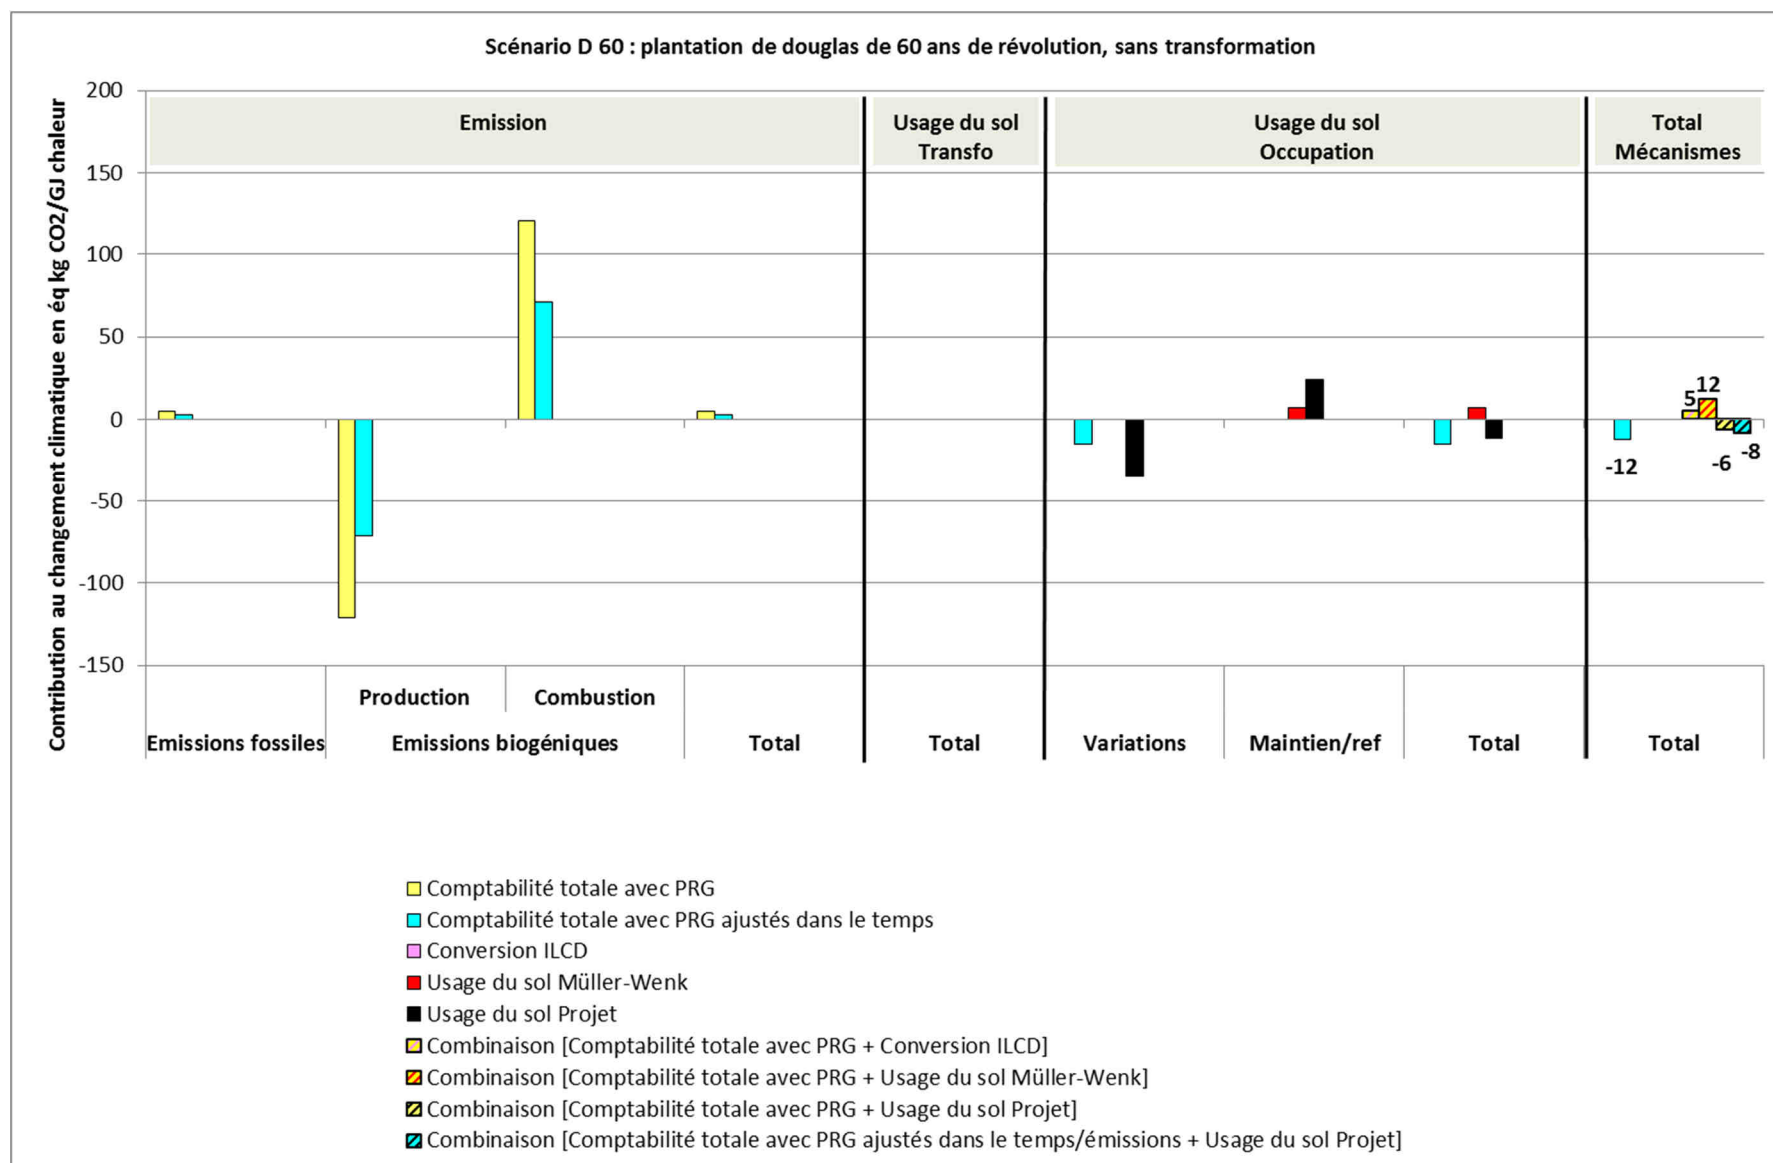 Scénario D 60 : plantation de douglas de 60 ans de révolution, sans transformation
Contribution au changement climatique en éq kg CO2/GJ chaleur
200
150
100
50
0
-50
-100
-150
Emission
Usage du sol
Transfo
Usage du sol
Occupation
Total
Mécanismes
-12
5
12
-6
-8
Production
Combustion
Emissions fossiles
Emissions biogéniques
Total
Total
Variations
Maintien/ref
Total
Total
Comptabilité totale avec PRG
Comptabilité totale avec PRG ajustés dans le temps
Conversion ILCD
Usage du sol Müller-Wenk
Usage du sol Projet
Combinaison [Comptabilité totale avec PRG + Conversion ILCD]
Combinaison [Comptabilité totale avec PRG + Usage du sol Müller-Wenk]
Combinaison [Comptabilité totale avec PRG + Usage du sol Projet]
Combinaison [Comptabilité totale avec PRG ajustés dans le temps/émissions + Usage du sol Projet]